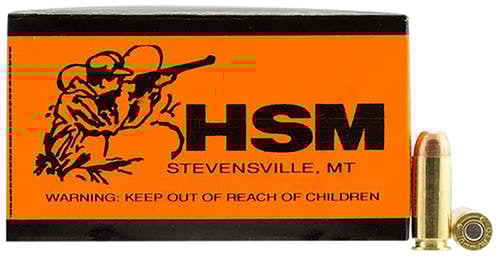 HSM
STEVENSVILLE, MT
WARNING: KEEP OUT OF REACH OF CHILDREN